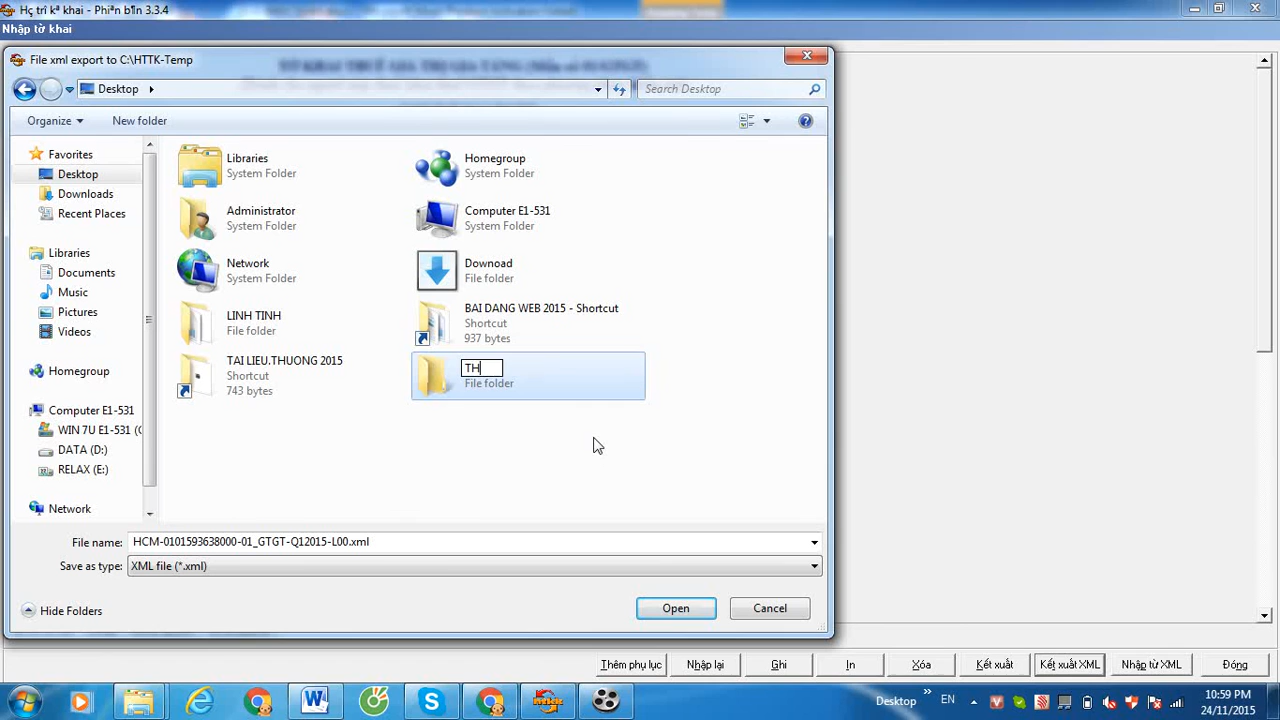 Hç trî kª khai - Phiªn b¶n 3.3.4
Nhập tờ khai
File xml export to C:\HTTK-Temp
Desktop
Search Desktop
Organize
New folder
Favorites
Desktop
Downloads
Recent Places
Libraries
Documents
Music
Pictures
Videos
Homegroup
Computer E1-531
WIN 7U E1-531 (C
DATA (D:)
RELAX (E:)
Network
Libraries
System Folder
Homegroup
System Folder
Administrator
System Folder
Computer E1-531
System Folder
Network
System Folder
Downoad
File folder
LINH TINH
File folder
BAI DANG WEB 2015 - Shortcut
Shortcut
937 bytes
TAI LIEU.THUONG 2015
Shortcut
743 bytes
TH
File folder
File name: HCM-0101593638000-01_GTGT-Q12015-L00.xml
Save as type: XML file (*.xml)
Hide Folders
Open
Cancel
Thêm phụ lục
Nhập lại
Ghi
In
Xóa
Kết xuất
Kết xuất XML
Nhập từ XML
Đóng
Desktop
EN
10:59 PM
24/11/2015